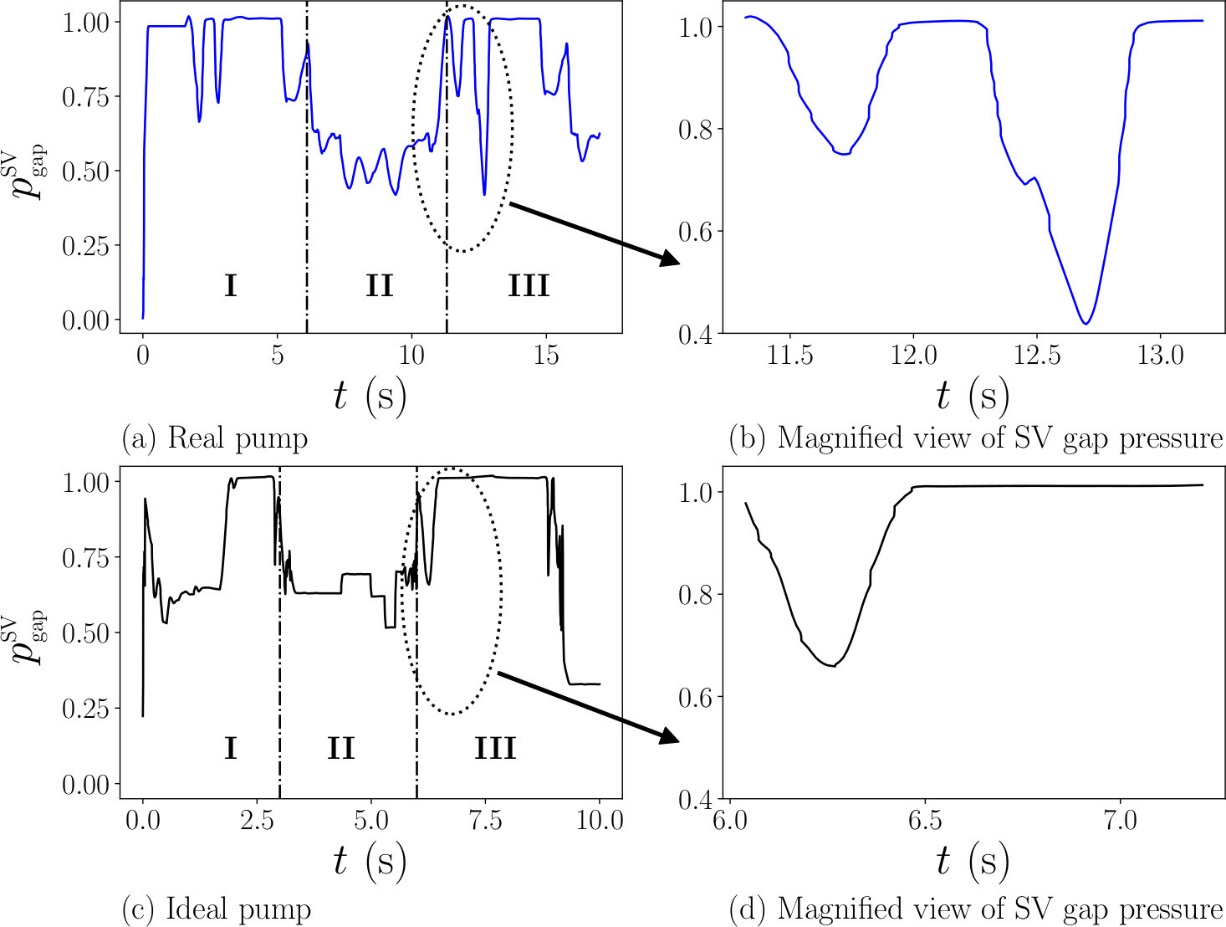 1.00
0.75
0.50
0.25
0.00
p_gap^SV
I II III
0 5 10 15
t (s)
(a) Real pump
1.0
0.8
0.6
0.4
11.5 12.0 12.5 13.0
t (s)
(b) Magnified view of SV gap pressure
1.00
0.75
0.50
0.25
0.00
p_gap^SV
I II III
0.0 2.5 5.0 7.5 10.0
t (s)
(c) Ideal pump
1.0
0.8
0.6
0.4
6.0 6.5 7.0
t (s)
(d) Magnified view of SV gap pressure